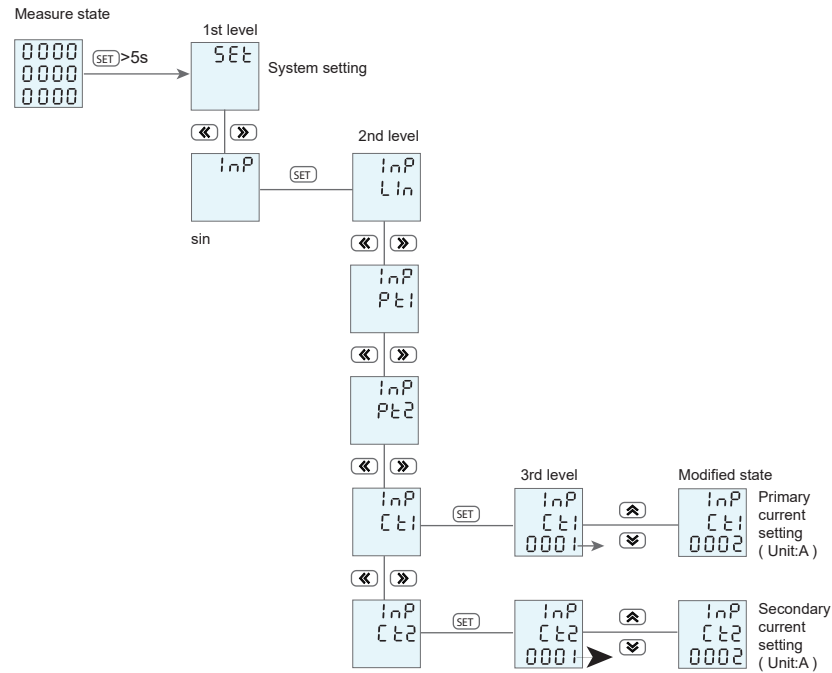 Measure state
0000
0000
0000
SET >5s
1st level
SEt
System setting
InP
sin
SET
2nd level
InP
LIn
InP
Pt1
InP
Pt2
InP
Ct1
SET
3rd level
InP
Ct1
0001
Modified state
InP
Ct1
0002
Primary
current
setting
( Unit:A )
InP
Ct2
SET
InP
Ct2
0001
InP
Ct2
0002
Secondary
current
setting
( Unit:A )